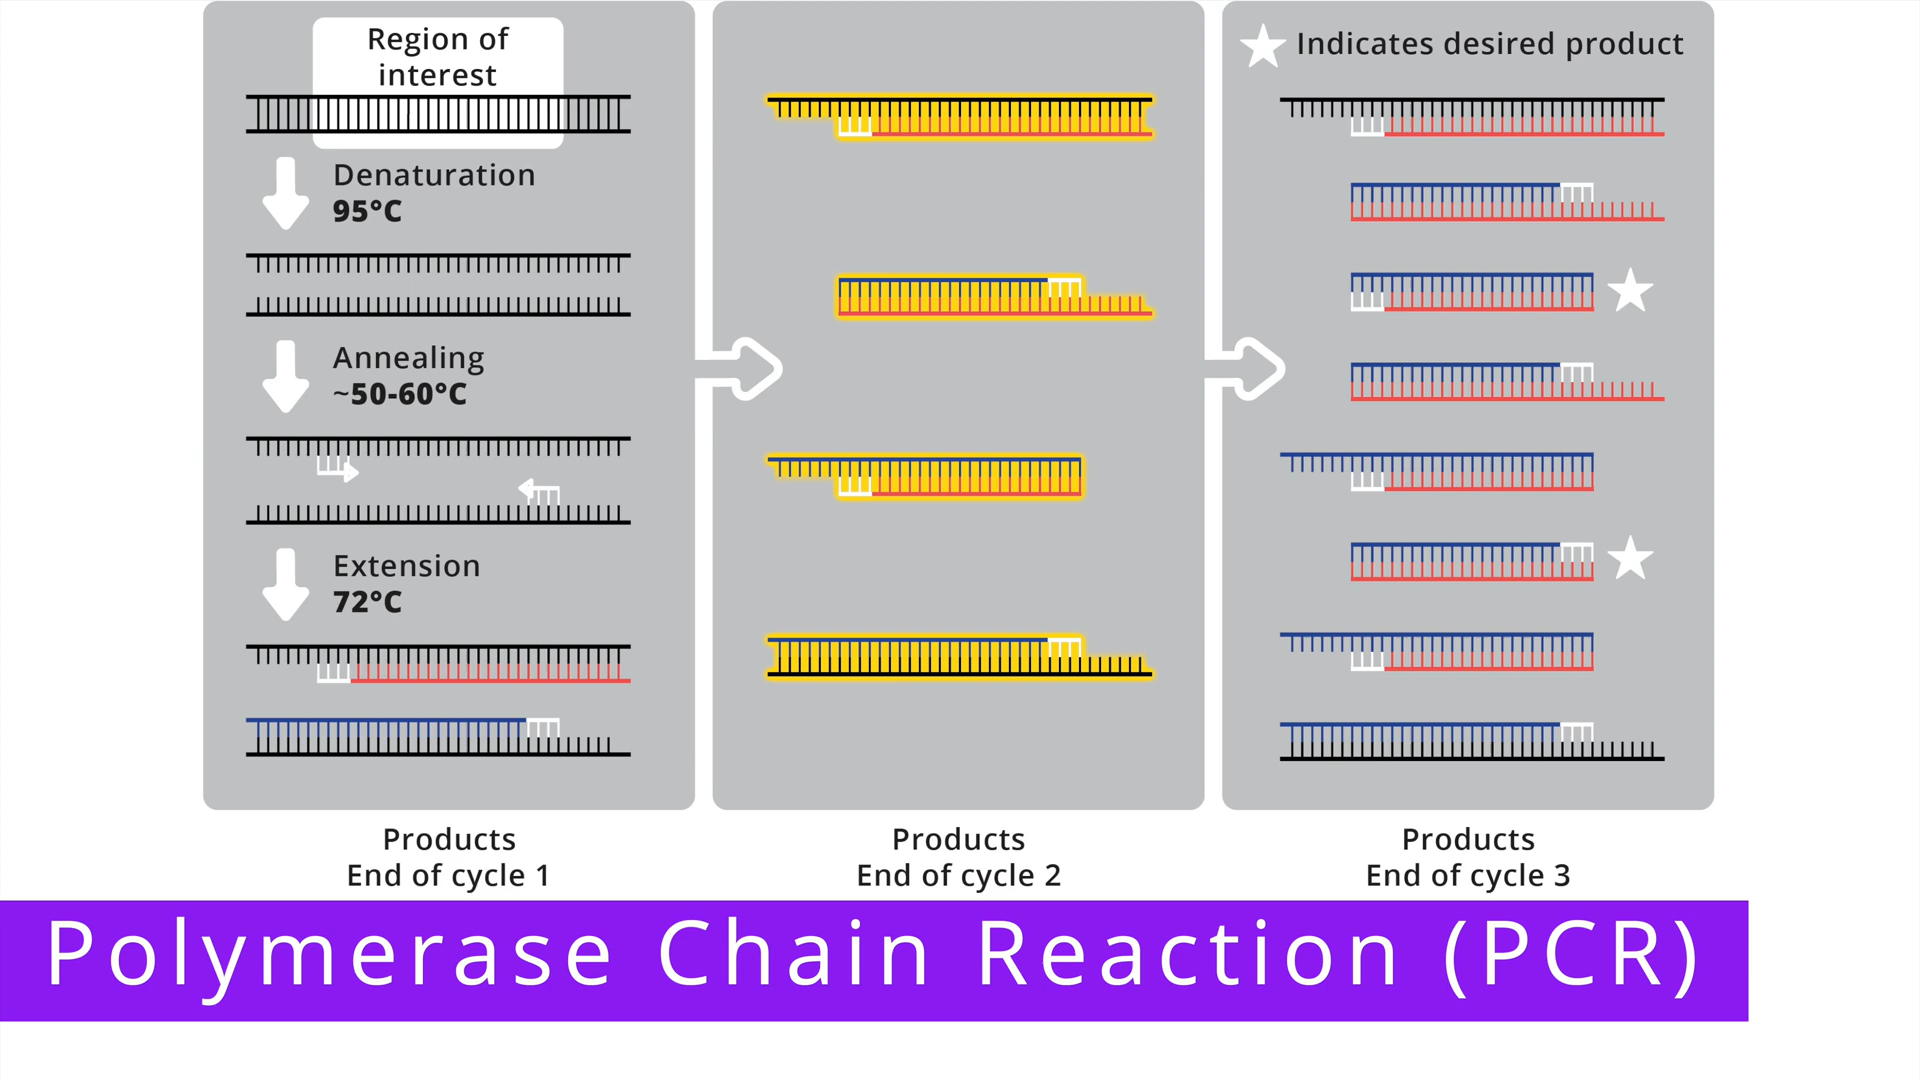 Region of
interest
Denaturation
95°C
Annealing
~50-60°C
Extension
72°C
Products
End of cycle 1
Products
End of cycle 2
Indicates desired product
Products
End of cycle 3
Polymerase Chain Reaction (PCR)